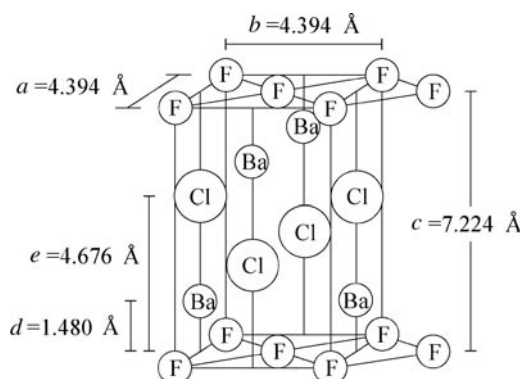 b = 4.394 Å
F F
a = 4.394 Å F F
F F
Ba
Ba
Cl Cl
c = 7.224 Å
e = 4.676 Å Cl
Cl
Ba Ba
d = 1.480 Å
F F
F F
F F